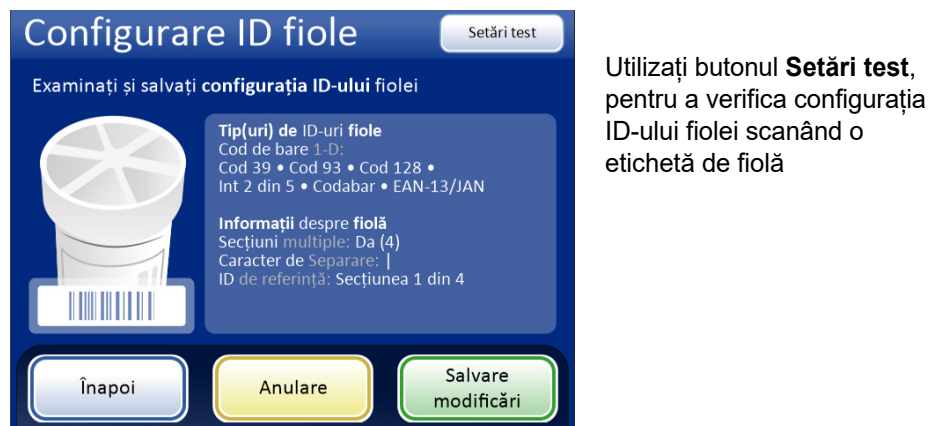 Configurare ID fiole
Setări test
Examinați și salvați configurația ID-ului fiolei
Tip(uri) de ID-uri fiole
Cod de bare 1-D:
Cod 39 • Cod 93 • Cod 128 •
Int 2 din 5 • Codabar • EAN-13/JAN
Informații despre fiolă
Secțiuni multiple: Da (4)
Caracter de Separare: |
ID de referință: Secțiunea 1 din 4
Înapoi
Anulare
Salvare
modificări
Utilizați butonul Setări test,
pentru a verifica configurația
ID-ului fiolei scanând o
etichetă de fiolă